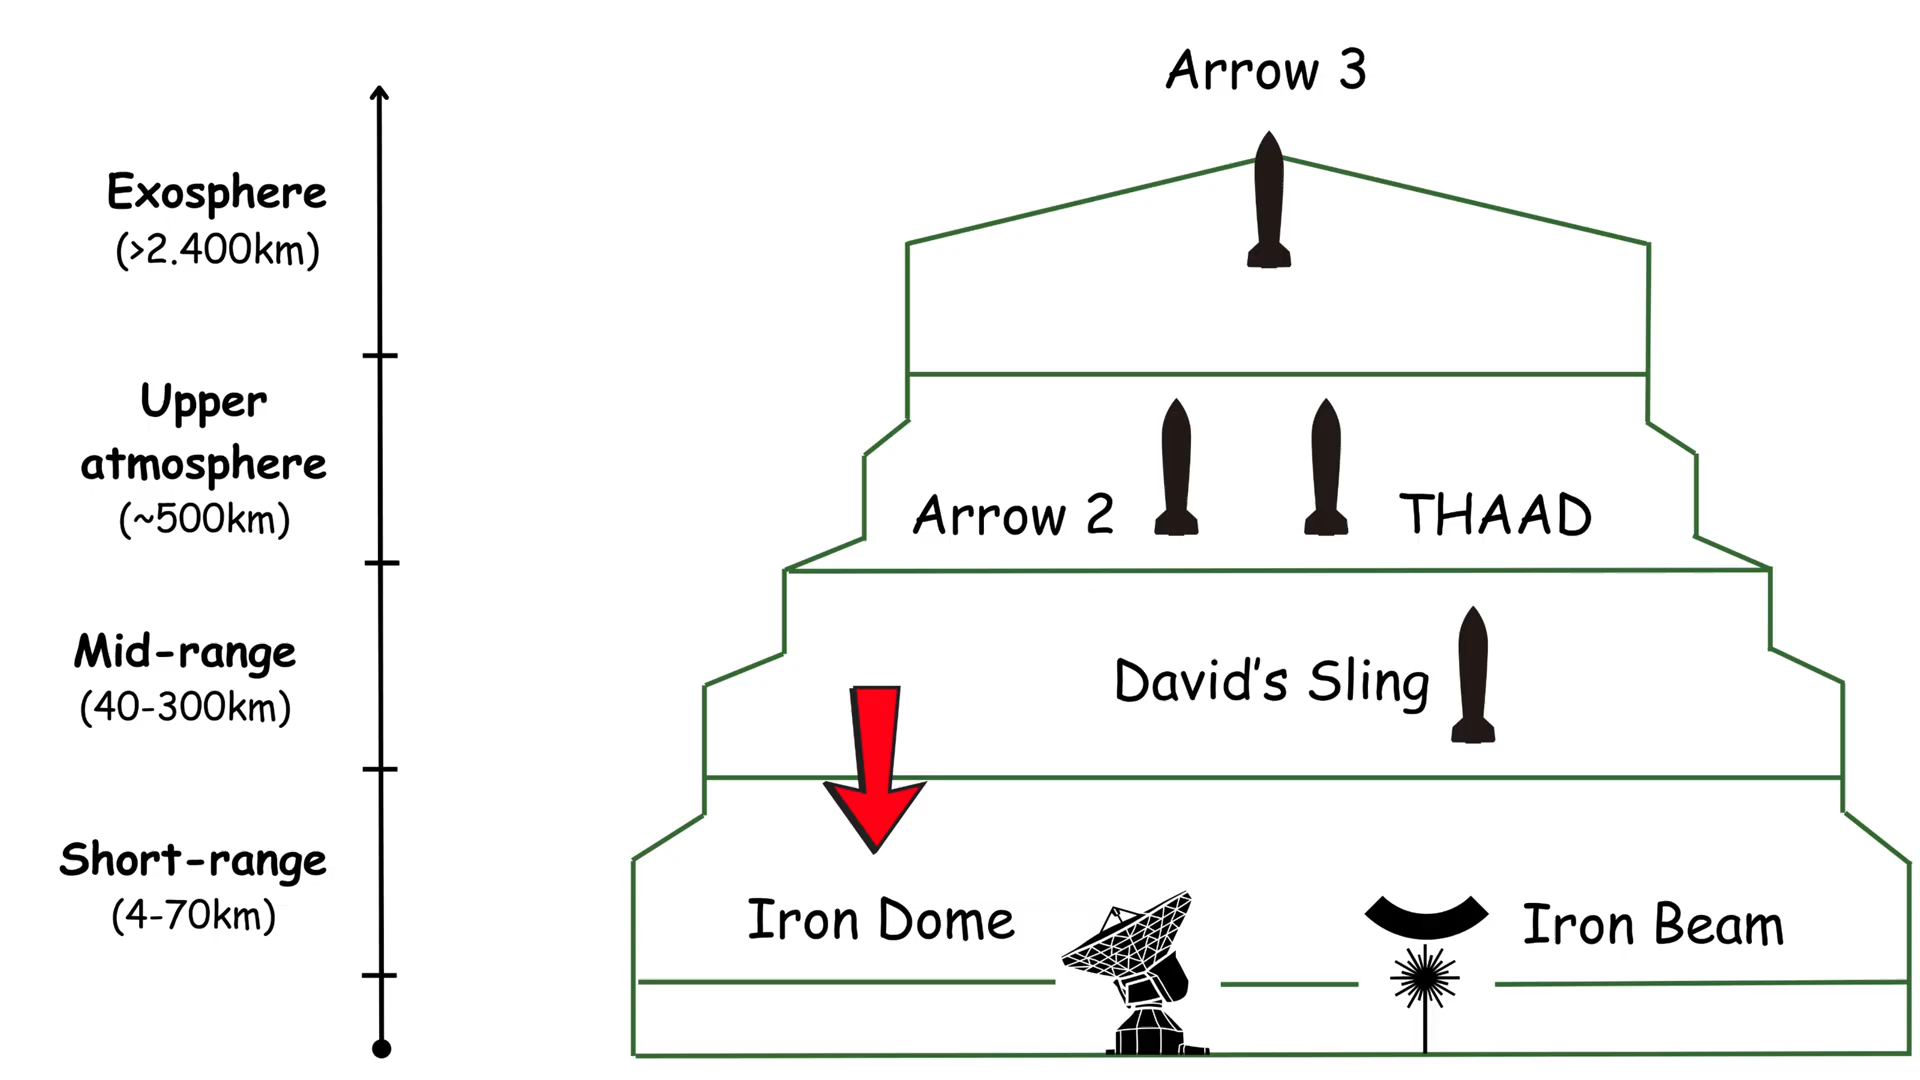 Arrow 3
Exosphere
(>2.400km)
Upper
atmosphere
(~500km)
Arrow 2
THAAD
Mid-range
(40-300km)
David's Sling
Short-range
(4-70km)
Iron Dome
Iron Beam